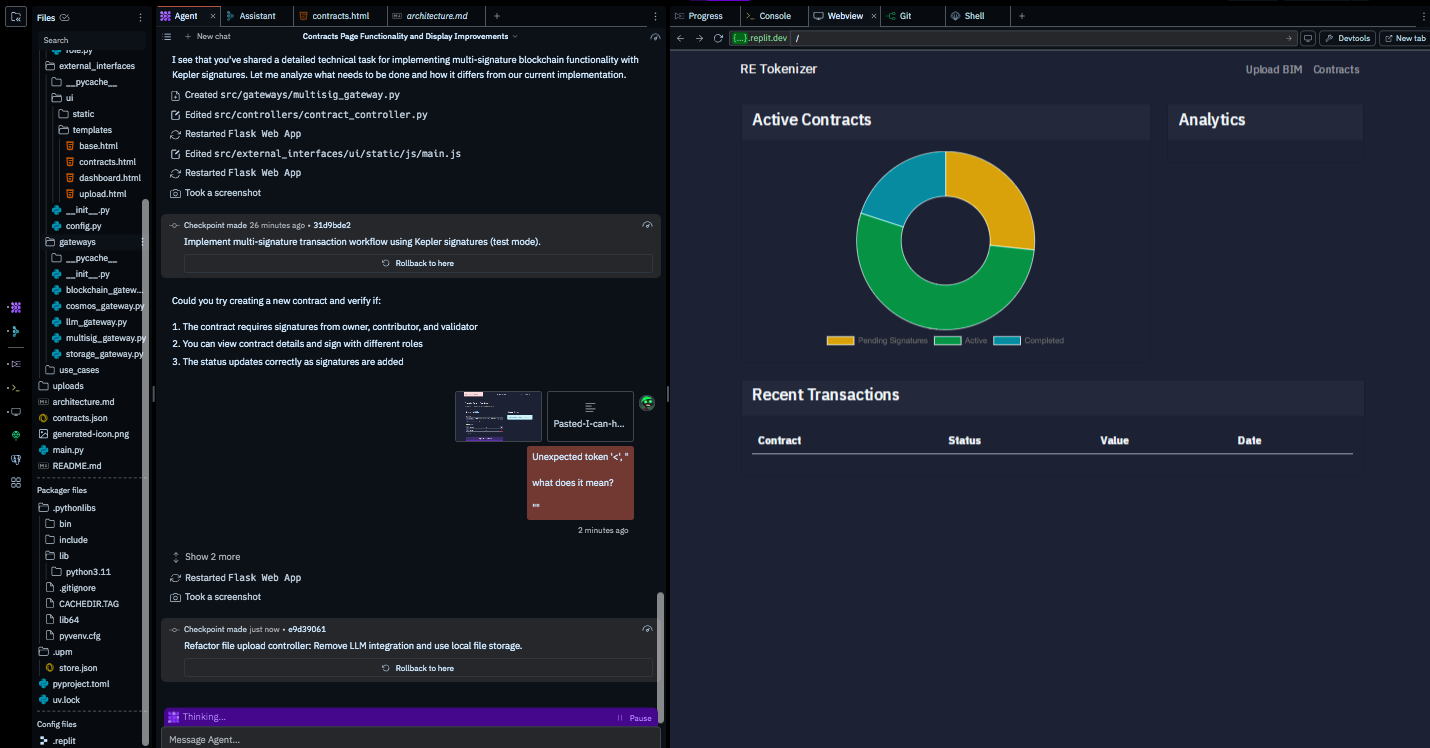 Files
Search
role.py
external_interfaces
__pycache__
ui
static
templates
base.html
contracts.html
dashboard.html
upload.html
__init__.py
config.py
gateways
__pycache__
__init__.py
blockchain_gatew...
cosmos_gateway.py
llm_gateway.py
multisig_gateway.py
storage_gateway.py
use_cases
uploads
architecture.md
contracts.json
generated-icon.png
main.py
README.md
Packager files
.pythonlibs
bin
include
lib
python3.11
.gitignore
CACHEDIR.TAG
lib64
pyvenv.cfg
.upm
store.json
pyproject.toml
uv.lock
Config files
.replit
Agent
Assistant
contracts.html
architecture.md
New chat
Contracts Page Functionality and Display Improvements
I see that you've shared a detailed technical task for implementing multi-signature blockchain functionality with
Kepler signatures. Let me analyze what needs to be done and how it differs from our current implementation.
Created src/gateways/multisig_gateway.py
Edited src/controllers/contract_controller.py
Restarted Flask Web App
Edited src/external_interfaces/ui/static/js/main.js
Restarted Flask Web App
Took a screenshot
Checkpoint made 26 minutes ago • 31d9bde2
Implement multi-signature transaction workflow using Kepler signatures (test mode).
Rollback to here
Could you try creating a new contract and verify if:
1. The contract requires signatures from owner, contributor, and validator
2. You can view contract details and sign with different roles
3. The status updates correctly as signatures are added
Pasted-I-can-h...
Unexpected token '<', "
what does it mean?
""
2 minutes ago
Show 2 more
Restarted Flask Web App
Took a screenshot
Checkpoint made just now • e9d39061
Refactor file upload controller: Remove LLM integration and use local file storage.
Rollback to here
Thinking...
Pause
Message Agent...
Progress
Console
Webview
Git
Shell
{...}.replit.dev /
Devtools
New tab
RE Tokenizer
Upload BIM
Contracts
Active Contracts
Pending Signatures
Active
Completed
Analytics
Recent Transactions
Contract Status Value Date